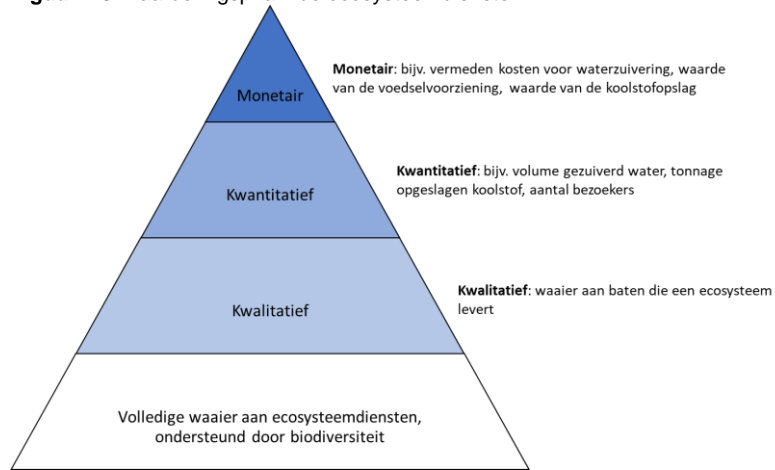 Monetair: bijv. vermeden kosten voor waterzuivering, waarde
van de voedselvoorziening, waarde van de koolstofopslag
Monetair
Kwantitatief: bijv. volume gezuiverd water, tonnage
opgeslagen koolstof, aantal bezoekers
Kwantitatief
Kwalitatief: waaier aan baten die een ecosysteem
levert
Kwalitatief
Volledige waaier aan ecosysteemdiensten,
ondersteund door biodiversiteit